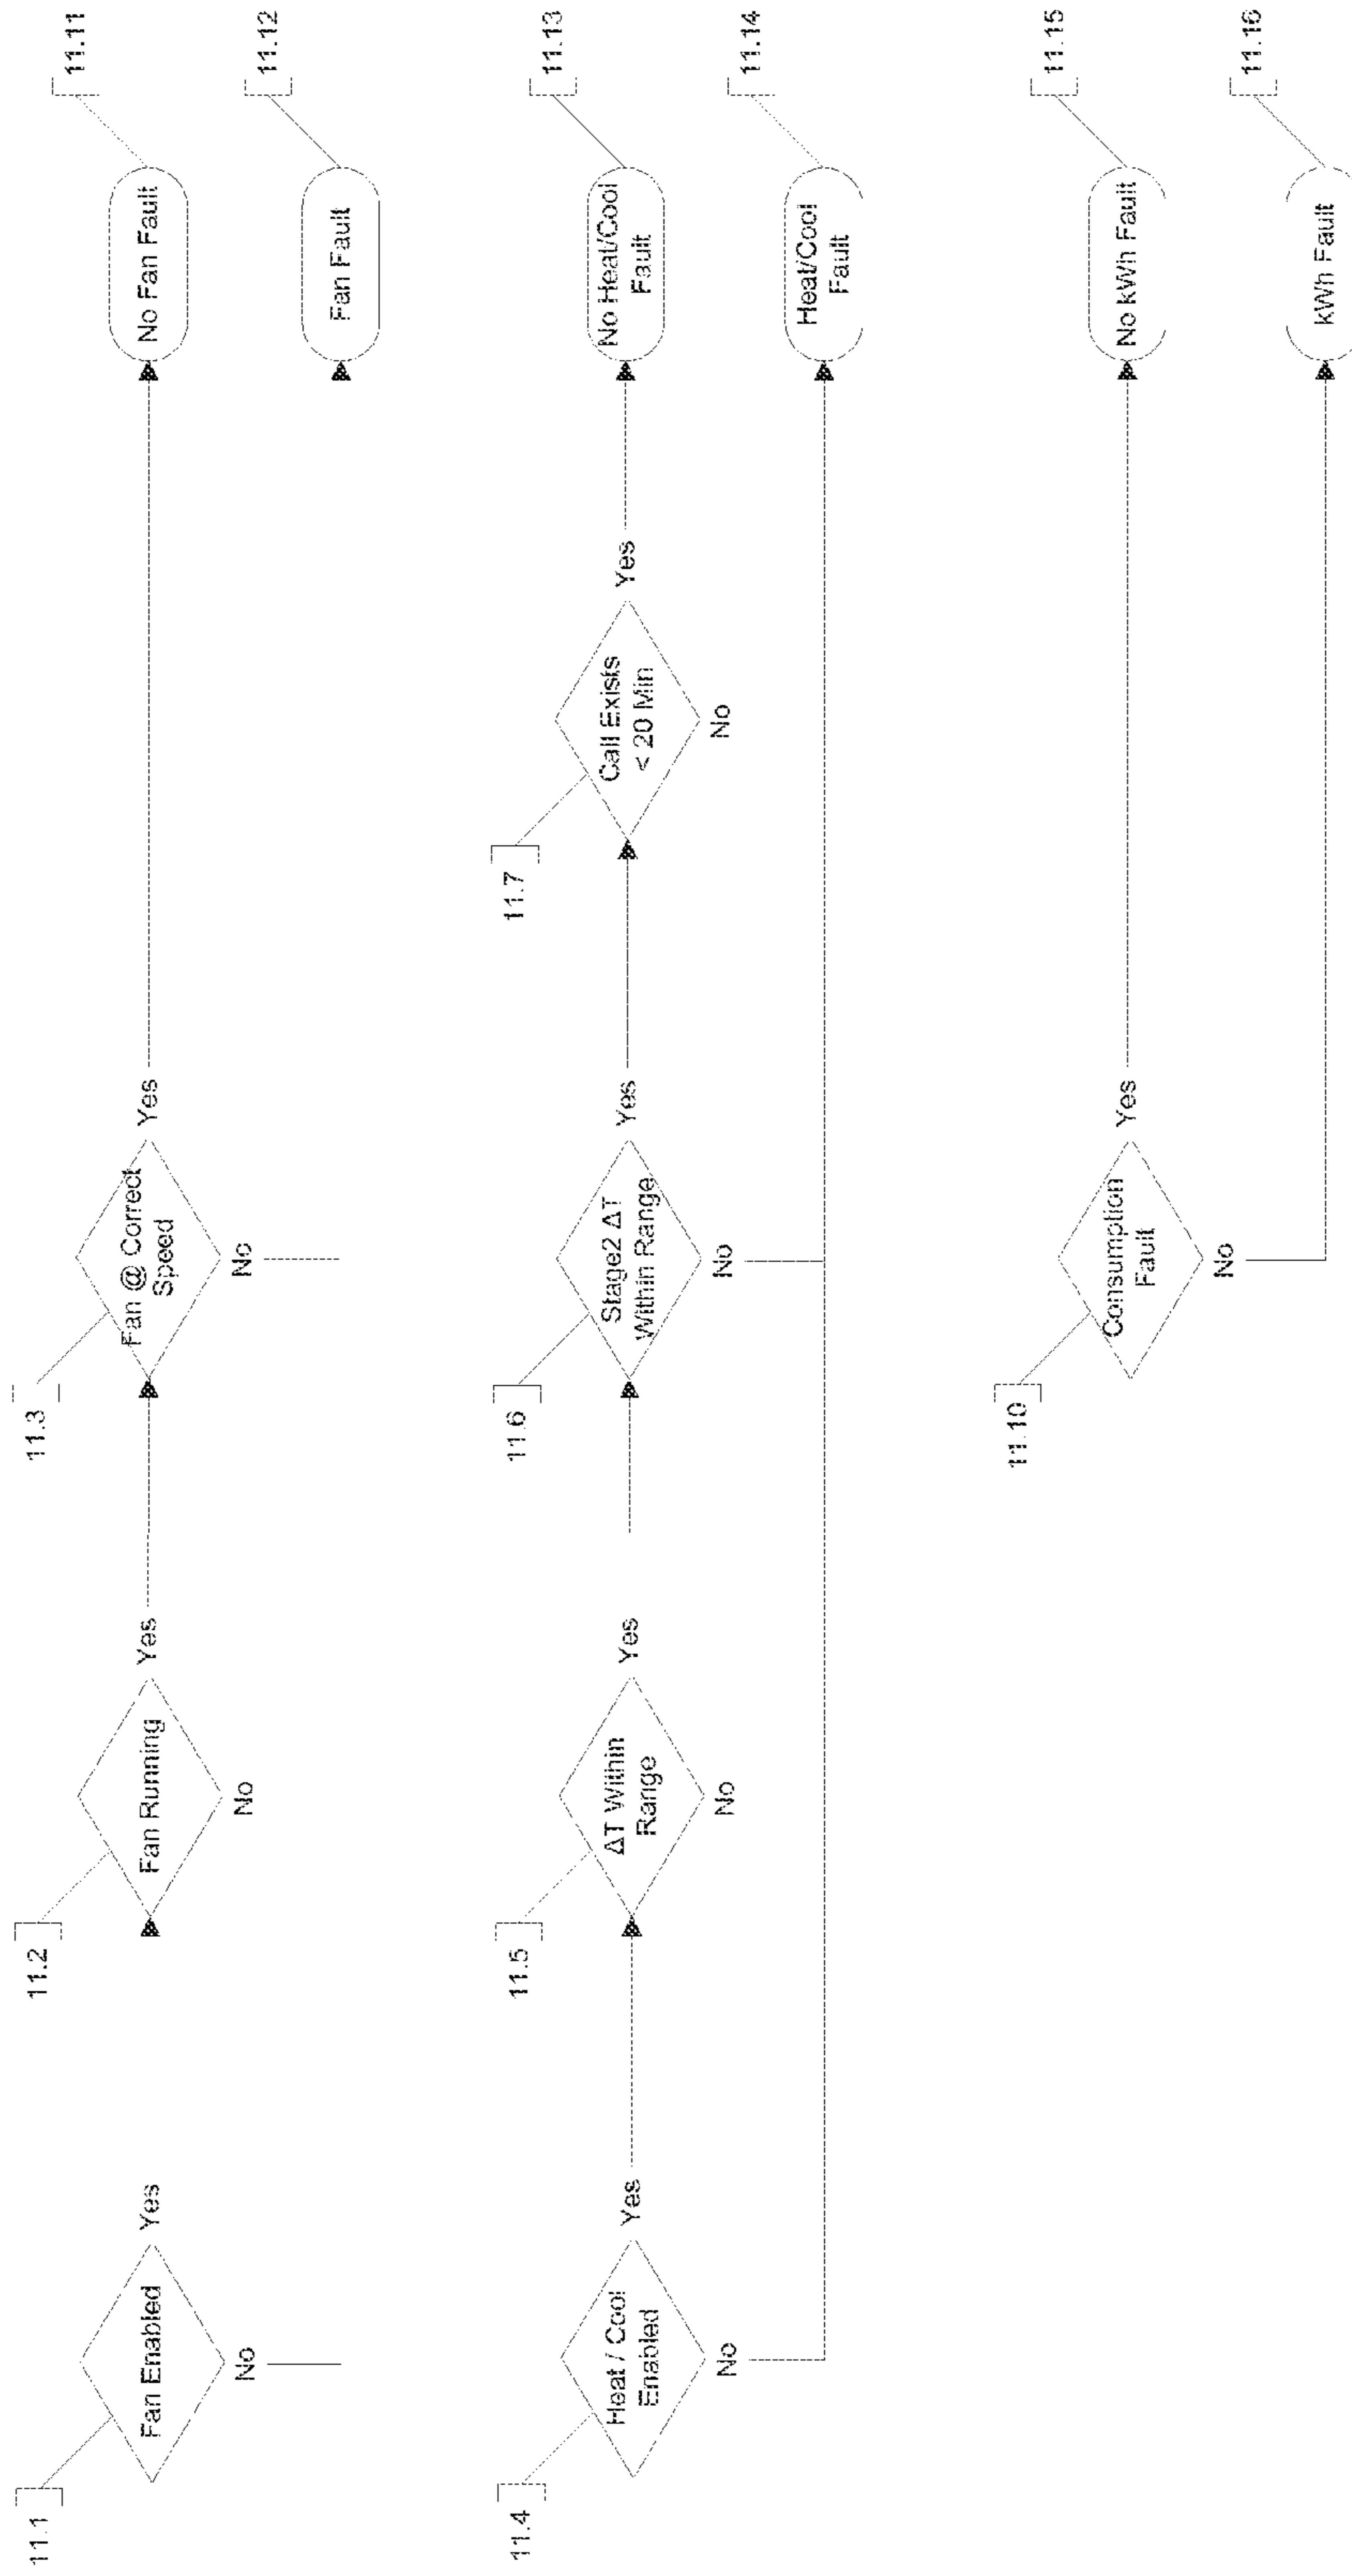 11.1
Fan Enabled
Yes
No
11.2
Fan Running
Yes
No
11.3
Fan @ Correct
Speed
Yes
No
No Fan Fault
11.11
Fan Fault
11.12
11.4
Heat / Cool
Enabled
Yes
No
11.5
ΔT Within
Range
Yes
No
11.6
Stage2 ΔT
Within Range
Yes
No
11.7
Call Exists
< 20 Min
Yes
No
No Heat/Cool
Fault
11.13
Heat/Cool
Fault
11.14
11.10
Consumption
Fault
Yes
No
No kWh Fault
11.15
kWh Fault
11.16